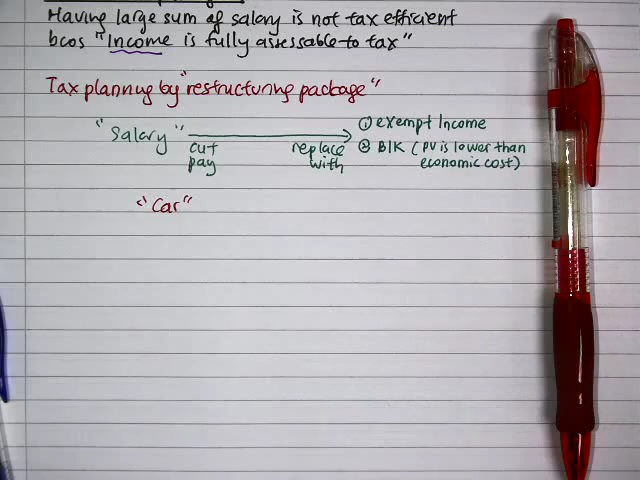 Having large sum of salary is not tax efficient
bcos "Income is fully assessable to tax"
Tax planning by "restructuring package"
"Salary"
cut
pay
replace
with
① exempt Income
② BIK (PV is lower than
economic cost)
"Car"